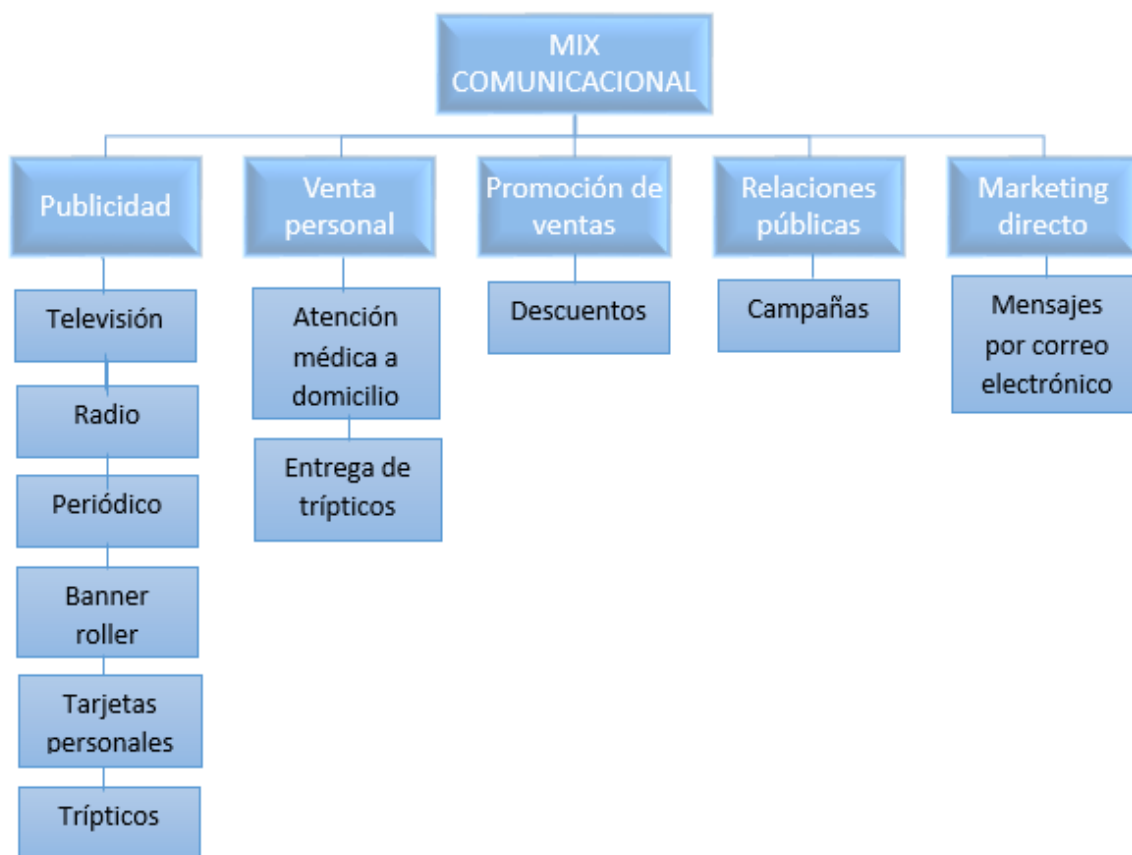 MIX
COMUNICACIONAL
Publicidad
Venta
personal
Promoción de
ventas
Relaciones
públicas
Marketing
directo
Televisión
Radio
Periódico
Banner
roller
Tarjetas
personales
Trípticos
Atención
médica a
domicilio
Entrega de
trípticos
Descuentos
Campañas
Mensajes
por correo
electrónico